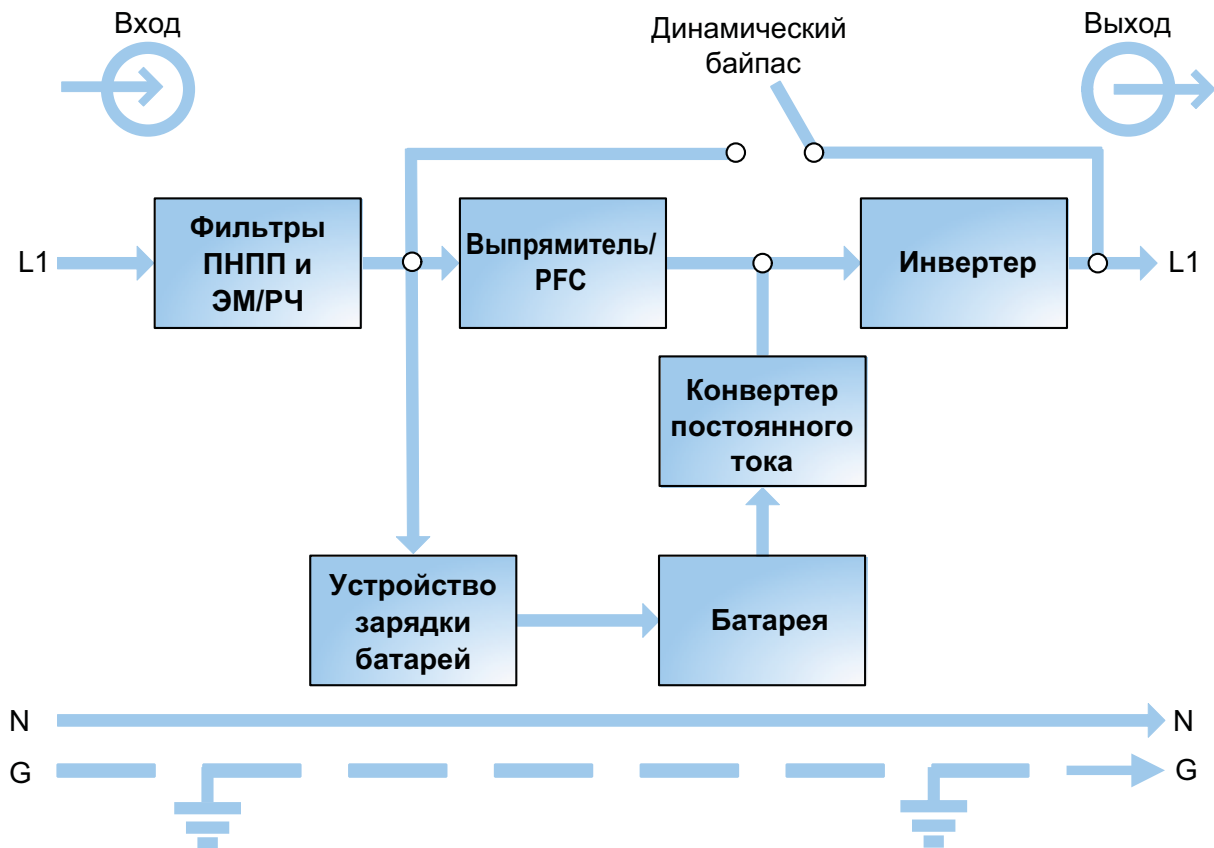 Вход
Динамический
байпас
Выход
L1
Фильтры
ПНПП и
ЭМ/РЧ
Выпрямитель/
PFC
Инвертер
L1
Конвертер
постоянного
тока
Устройство
зарядки
батарей
Батарея
N
N
G
G